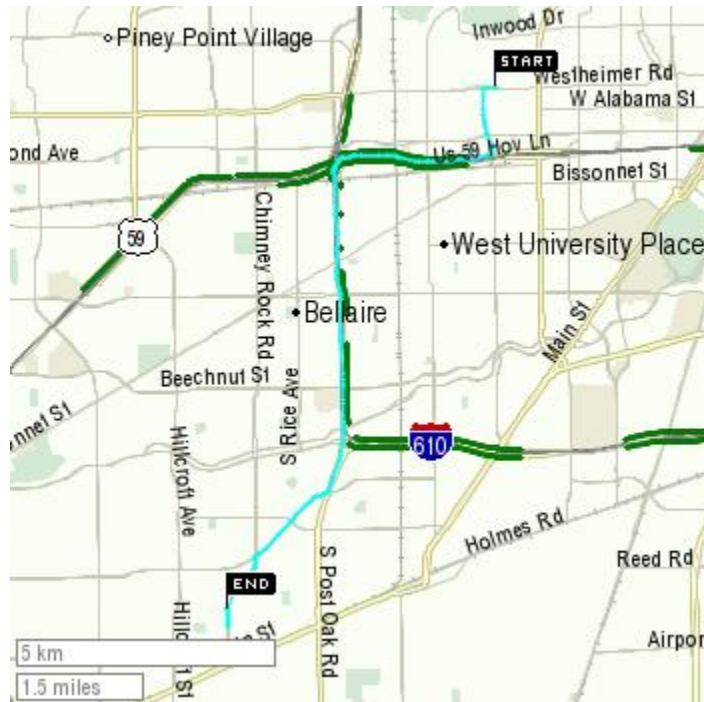 Inwood Dr
Piney Point Village
START
Westheimer Rd
W Alabama St
ond Ave
Us-59 Hov Ln
Bissonnet St
59
West University Place
Chimney Rock Rd
Bellaire
Main St
Beechnut St
S Rice Ave
nnet St
Hillcroft Ave
610
Holmes Rd
S Post Oak Rd
Reed Rd
END
St
Airpor
5 km
1.5 miles